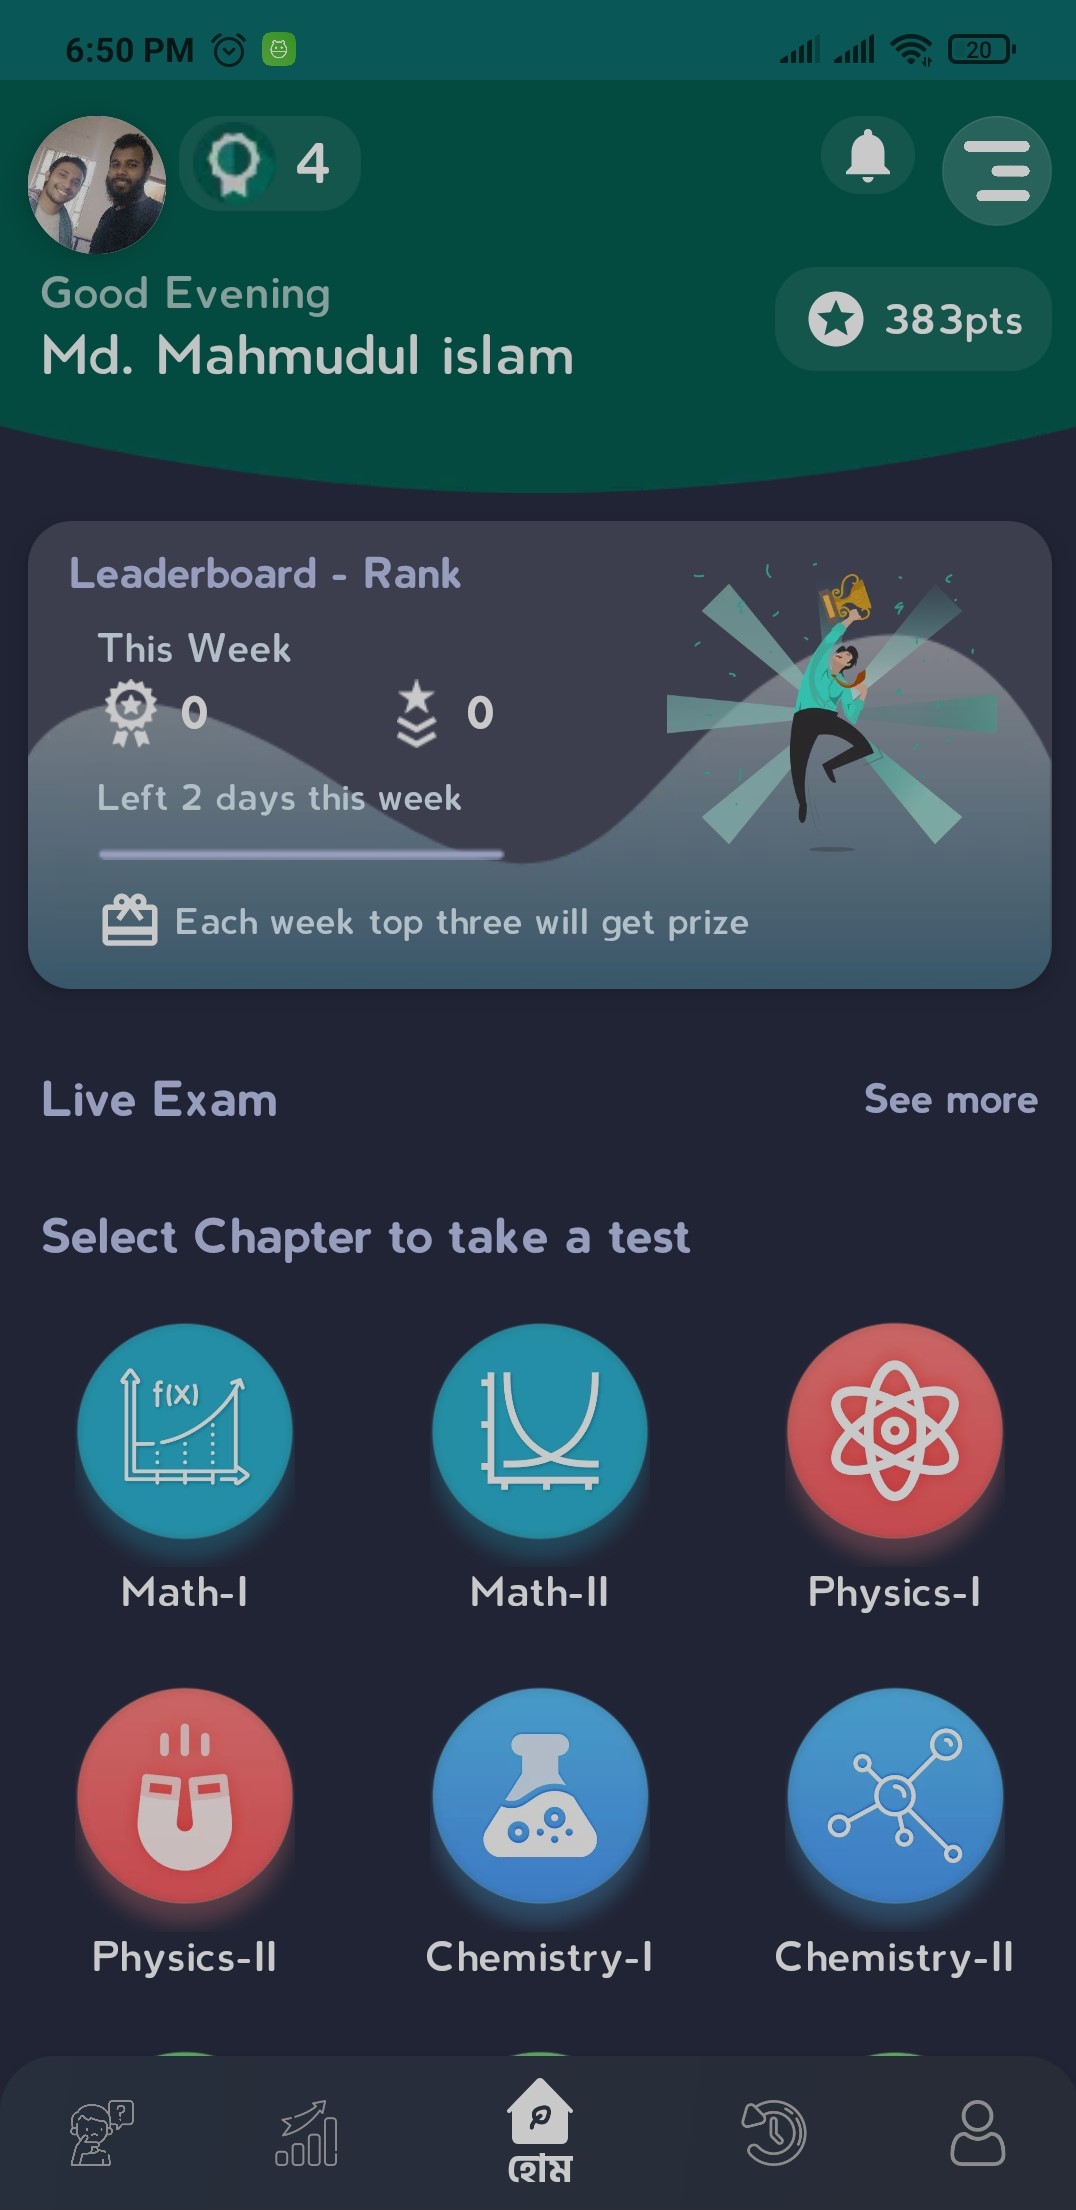 6:50 PM
20
4
Good Evening
Md. Mahmudul islam
383pts
Leaderboard - Rank
This Week
0
0
Left 2 days this week
Each week top three will get prize
Live Exam
See more
Select Chapter to take a test
f(x)
Math-I
Math-II
Physics-I
Physics-II
Chemistry-I
Chemistry-II
?
হোম